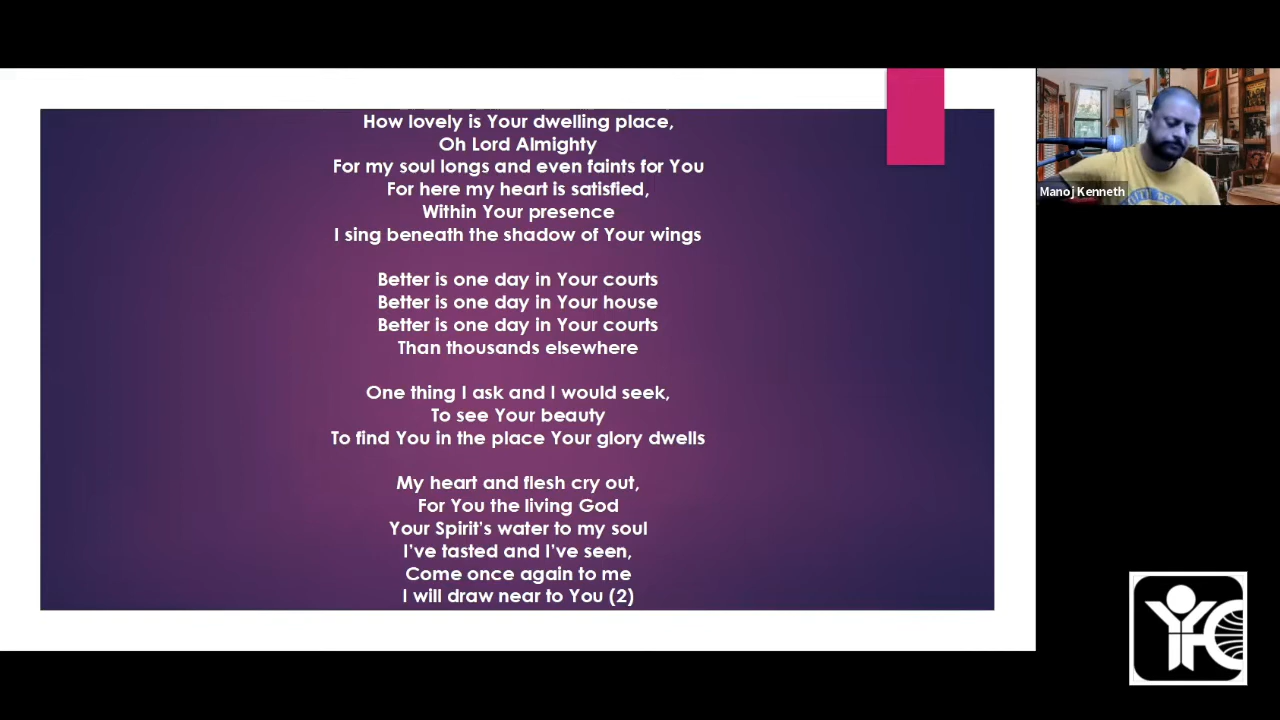 How lovely is Your dwelling place,
Oh Lord Almighty
For my soul longs and even faints for You
For here my heart is satisfied,
Within Your presence
I sing beneath the shadow of Your wings
Better is one day in Your courts
Better is one day in Your house
Better is one day in Your courts
Than thousands elsewhere
One thing I ask and I would seek,
To see Your beauty
To find You in the place Your glory dwells
My heart and flesh cry out,
For You the living God
Your Spirit's water to my soul
I've tasted and I've seen,
Come once again to me
I will draw near to You (2)
Manoj Kenneth
YFC